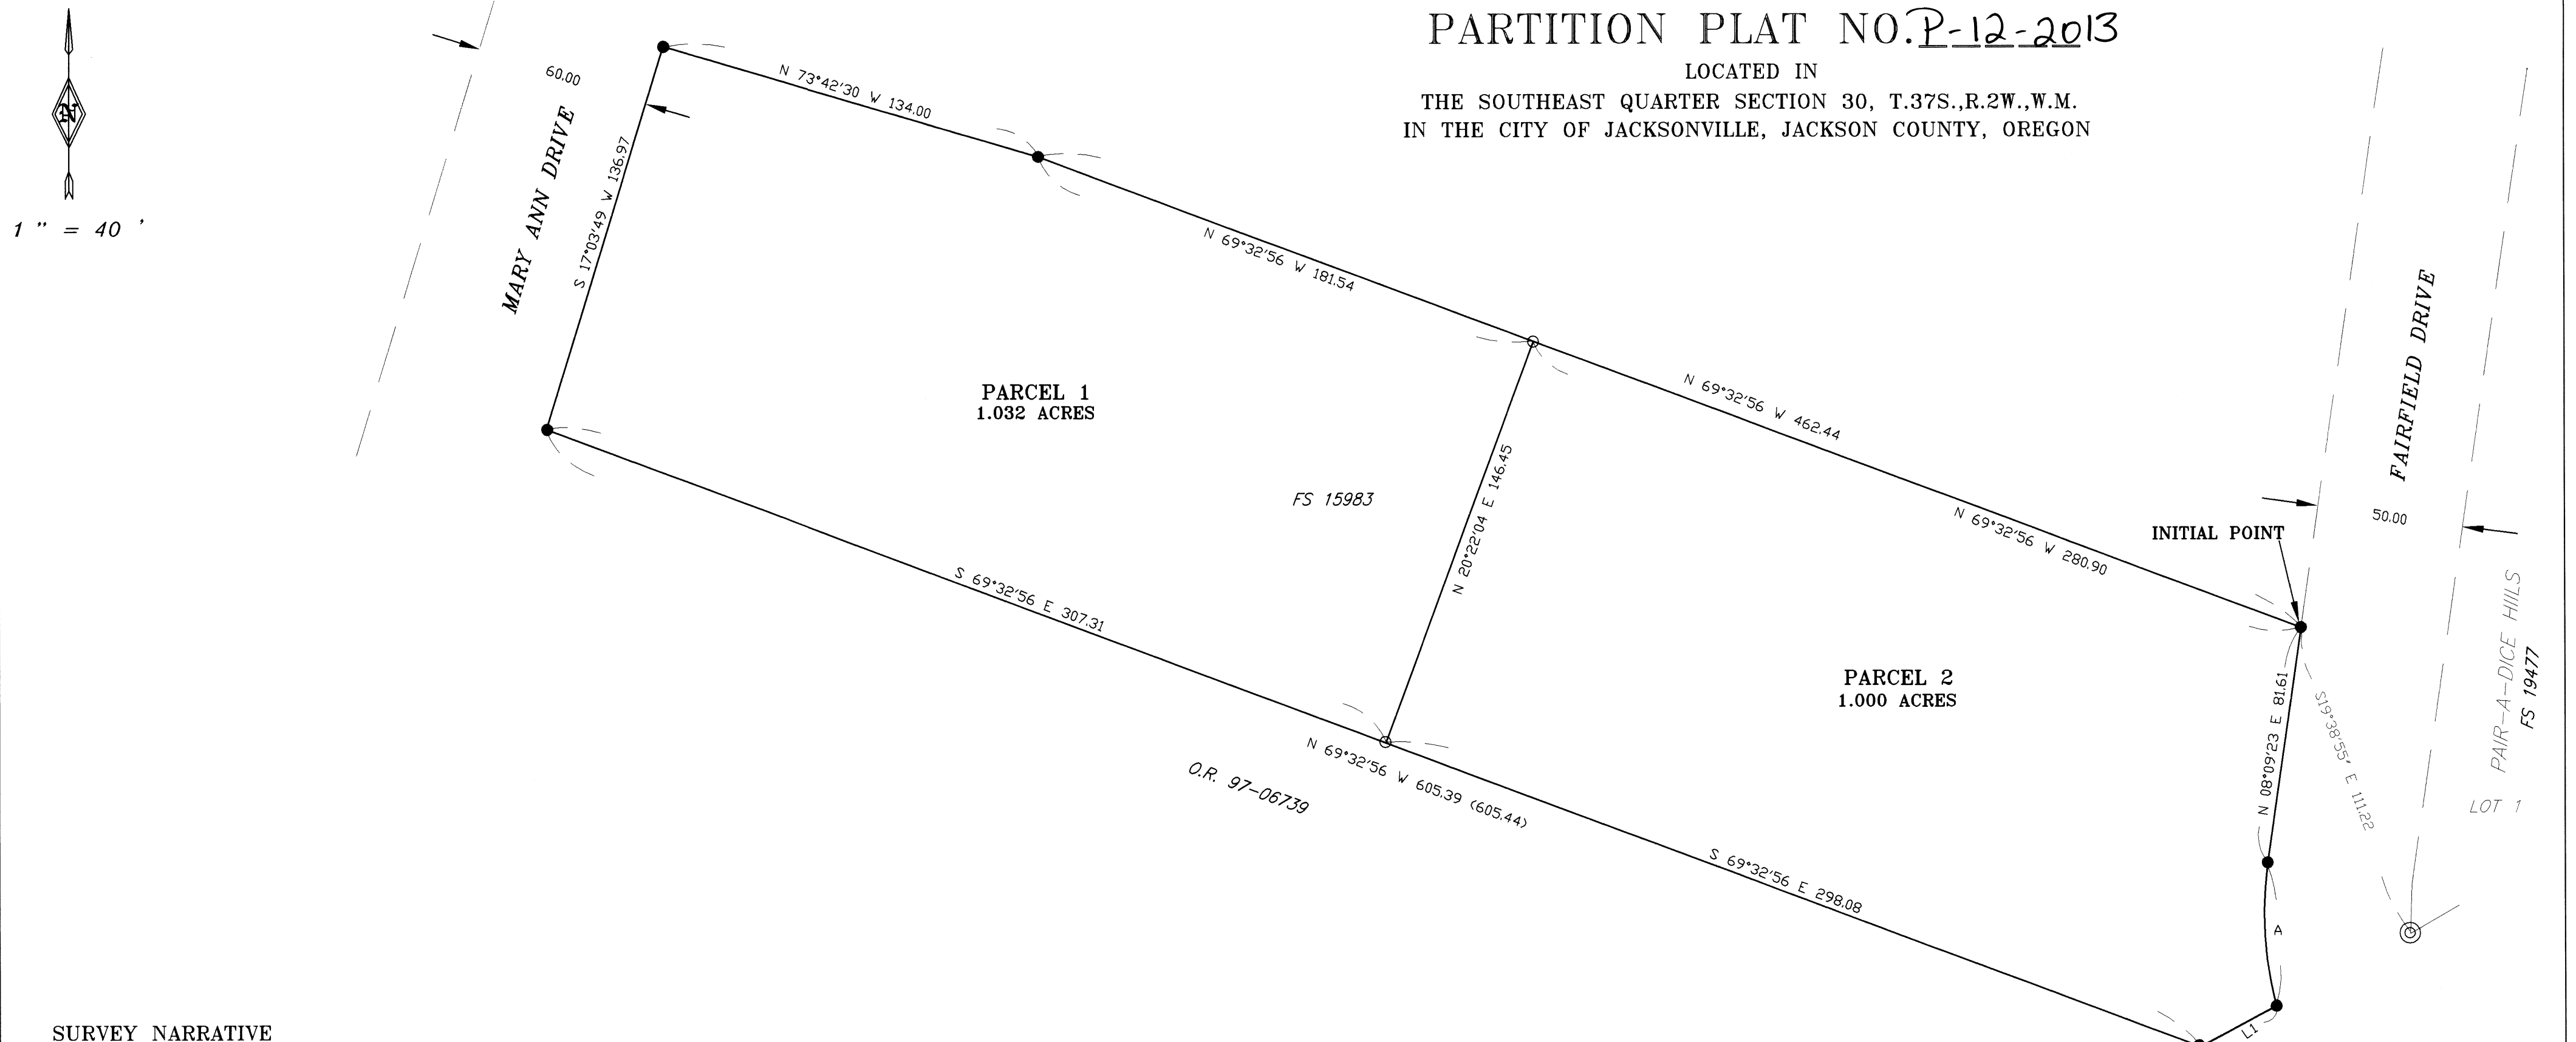 PARTITION PLAT NO. P-12-2013
LOCATED IN
THE SOUTHEAST QUARTER SECTION 30, T.37S.,R.2W.,W.M.
IN THE CITY OF JACKSONVILLE, JACKSON COUNTY, OREGON
N
1 " = 40 '
60.00
MARY ANN DRIVE
S 17°03'49 W 136.97
N 73°42'30 W 134.00
N 69°32'56 W 181.54
N 69°32'56 W 462.44
N 69°32'56 W 280.90
PARCEL 1
1.032 ACRES
FS 15983
N 20°22'04 E 146.45
S 69°32'56 E 307.31
N 69°32'56 W 605.39 (605.44)
O.R. 97-06739
PARCEL 2
1.000 ACRES
S 69°32'56 E 298.08
INITIAL POINT
FAIRFIELD DRIVE
50.00
N 08°09'23 E 81.61
S19°38'55" E 111.22
PAIR-A-DICE HIILS
FS 19477
LOT 1
A
L1
SURVEY NARRATIVE